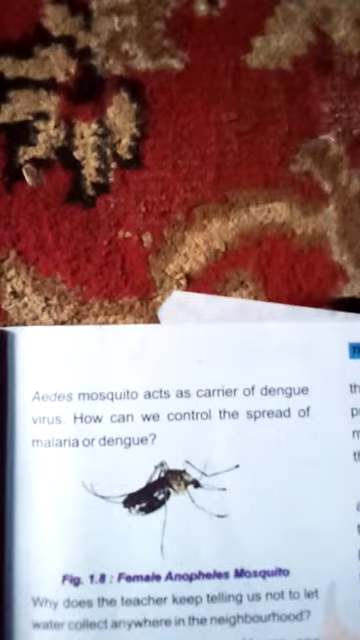 Aedes mosquito acts as carrier of dengue
virus. How can we control the spread of
malaria or dengue?
Fig. 1.8 : Female Anopheles Mosquito
Why does the teacher keep telling us not to let
water collect anywhere in the neighbourhood?